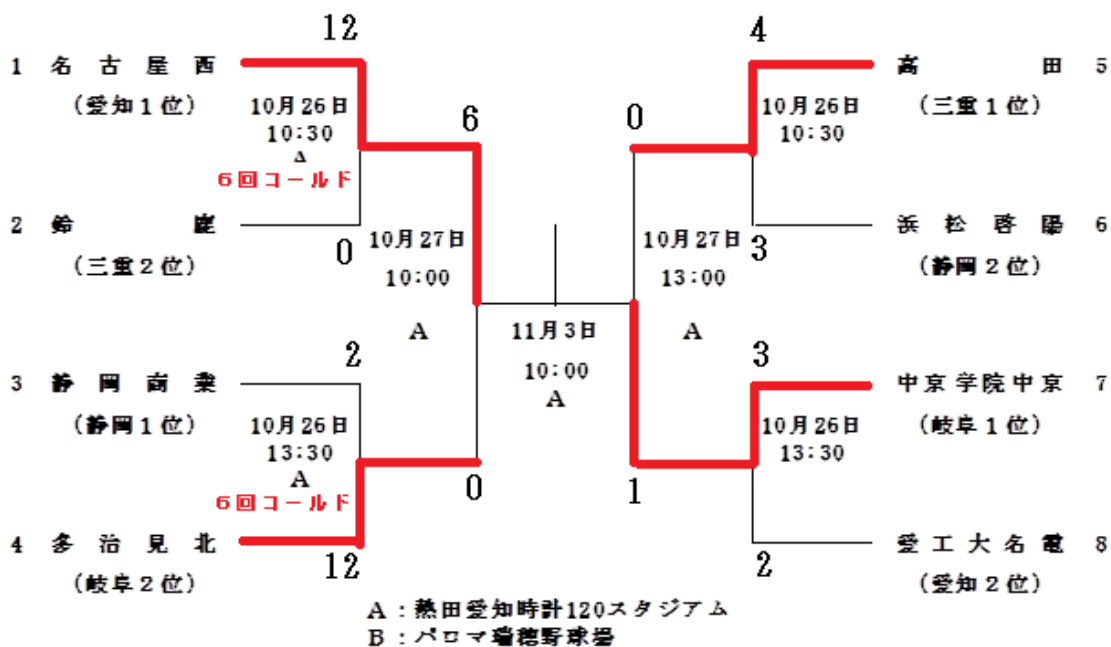 12
4
1 名古屋西
高田 5
(愛知1位)
10月26日
10:30
A
6回コールド
6
0
10月26日
10:30
(三重1位)
2 鈴鹿
(三重2位)
0
10月27日
10:00
A
10月27日
13:00
A
3
浜松啓陽 6
(静岡2位)
11月3日
10:00
A
2
3
3 静岡商業
中京学院中京 7
(静岡1位)
10月26日
13:30
A
6回コールド
10月26日
13:30
(岐阜1位)
0
1
4 多治見北
(岐阜2位)
12
2
愛工大名電 8
(愛知2位)
A:熱田愛知時計120スタジアム
B:パロマ瑞穂野球場